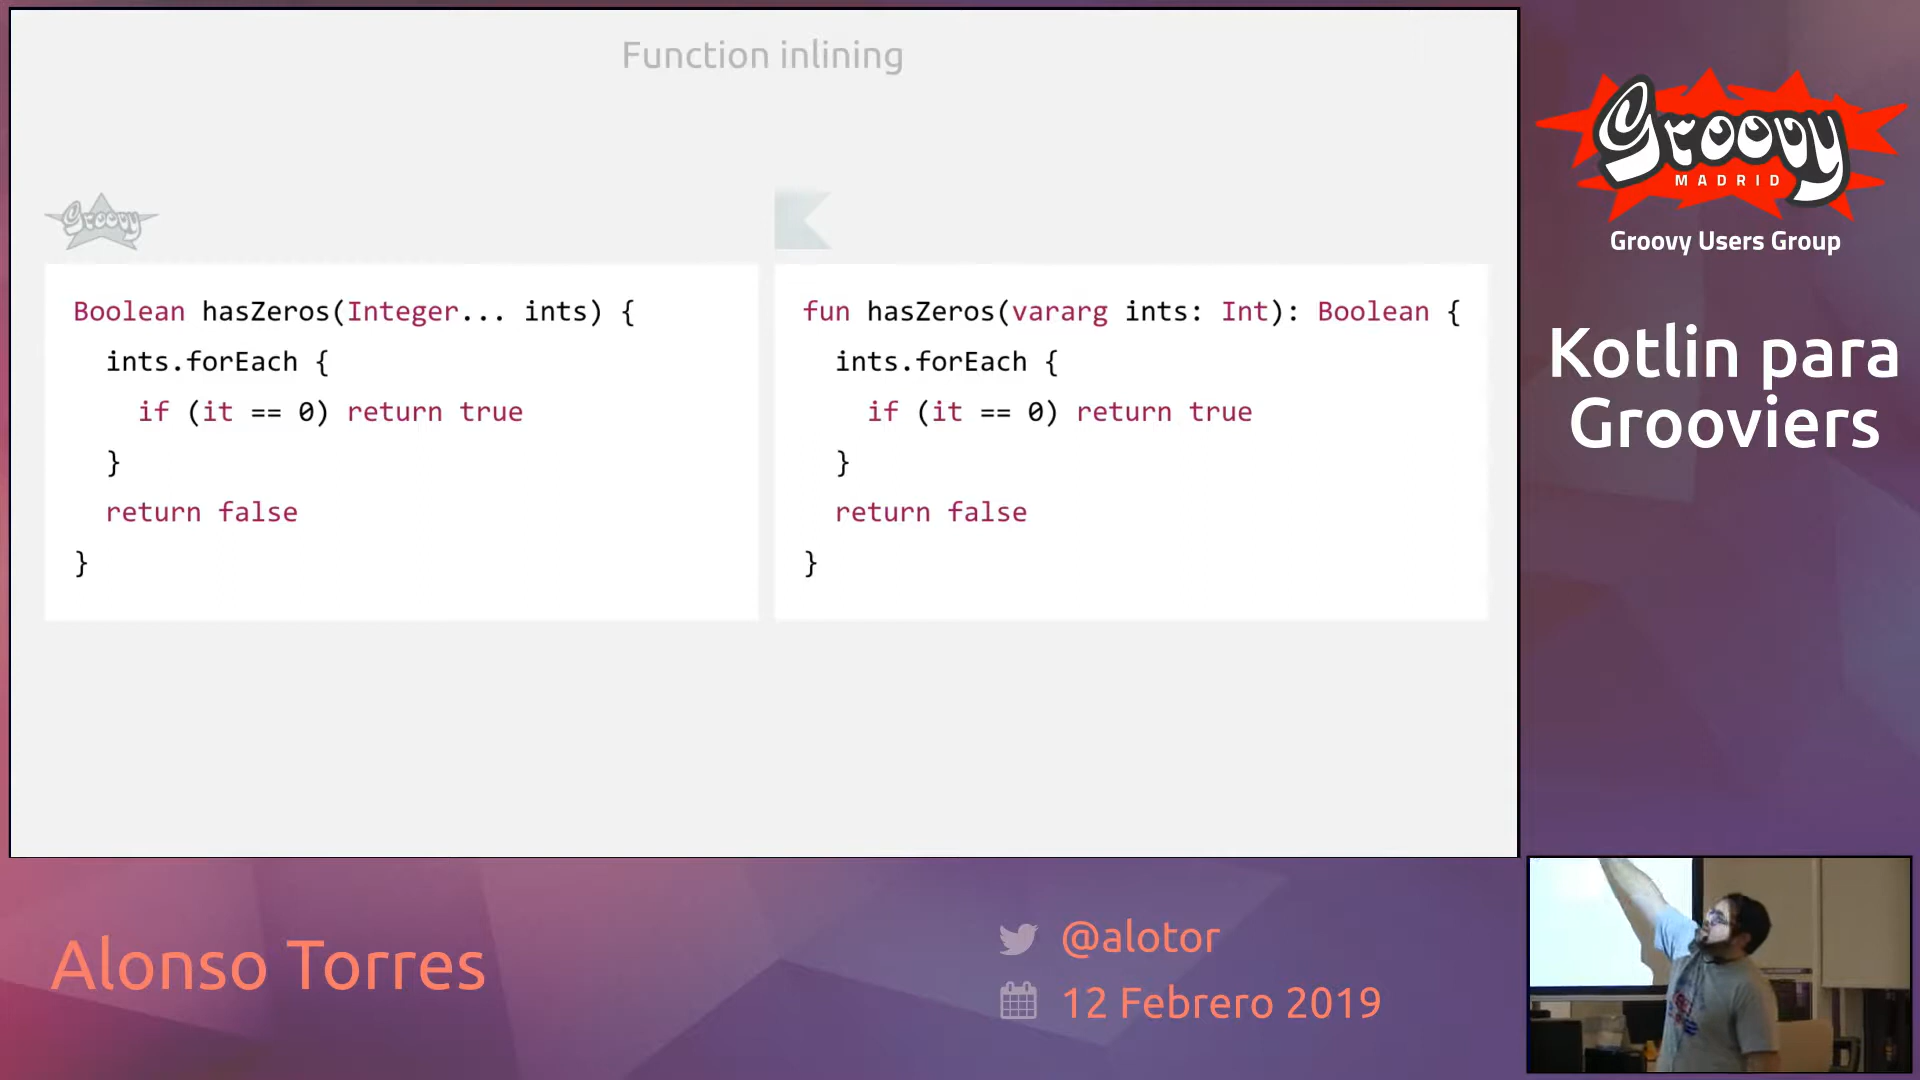 Function inlining
Groovy
Boolean hasZeros(Integer... ints) {
ints.forEach {
if (it == 0) return true
}
return false
}
fun hasZeros(vararg ints: Int): Boolean {
ints.forEach {
if (it == 0) return true
}
return false
}
Groovy
MADRID
Groovy Users Group
Kotlin para
Grooviers
Alonso Torres
@alotor
12 Febrero 2019